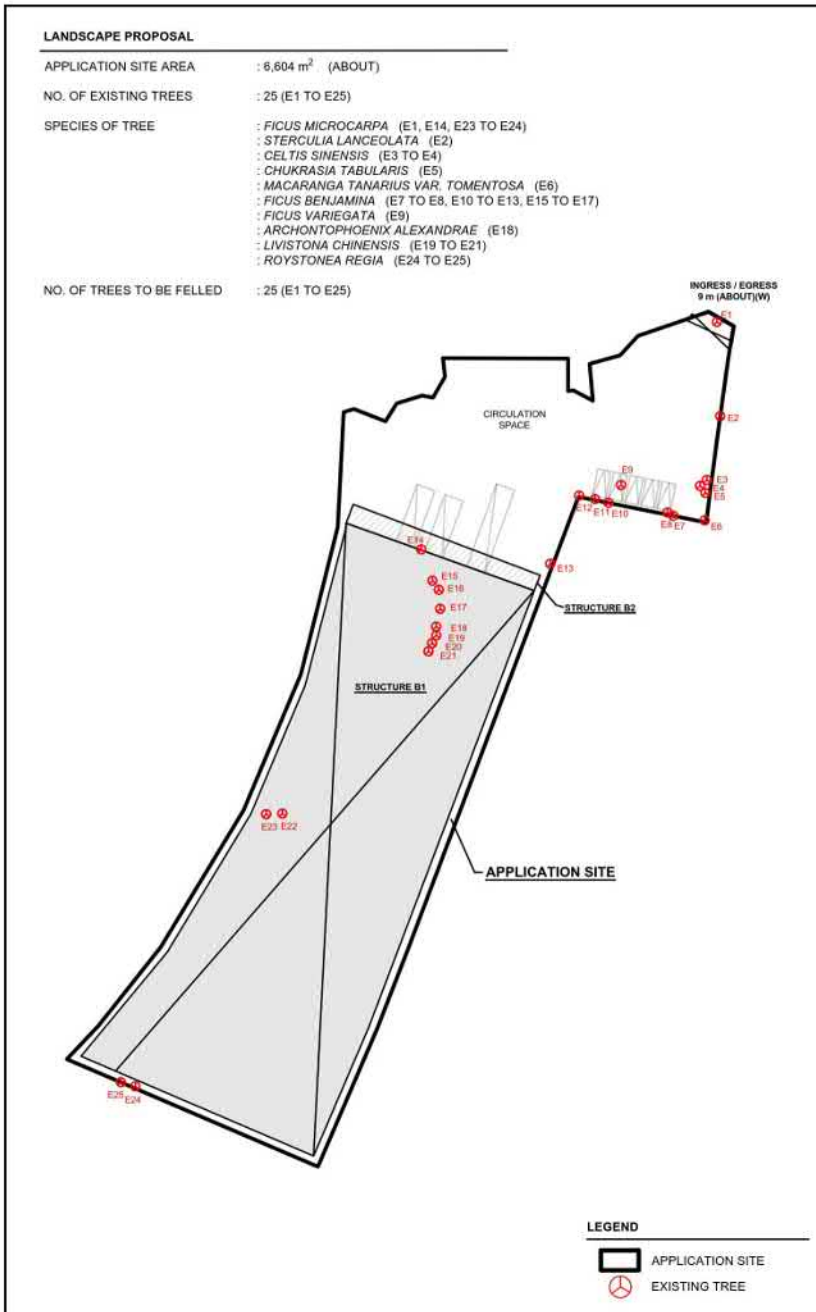 LANDSCAPE PROPOSAL
APPLICATION SITE AREA : 6,604 m² (ABOUT)
NO. OF EXISTING TREES : 25 (E1 TO E25)
SPECIES OF TREE : FICUS MICROCARPA (E1, E14, E23 TO E24)
: STERCULIA LANCEOLATA (E2)
: CELTIS SINENSIS (E3 TO E4)
: CHUKRASIA TABULARIS (E5)
: MACARANGA TANARIUS VAR. TOMENTOSA (E6)
: FICUS BENJAMINA (E7 TO E8, E10 TO E13, E15 TO E17)
: FICUS VARIEGATA (E9)
: ARCHONTOPHOENIX ALEXANDRAE (E18)
: LIVISTONA CHINENSIS (E19 TO E21)
: ROYSTONEA REGIA (E24 TO E25)
NO. OF TREES TO BE FELLED : 25 (E1 TO E25)
INGRESS / EGRESS
9 m (ABOUT)(W)
E1
CIRCULATION
SPACE
E2
E9
E3
E4
E5
E12
E11
E10
E8
E7
E6
E14
E13
E15
E16
E17
STRUCTURE B2
E18
E19
E20
E21
STRUCTURE B1
E23
E22
APPLICATION SITE
E25
E24
LEGEND
APPLICATION SITE
EXISTING TREE